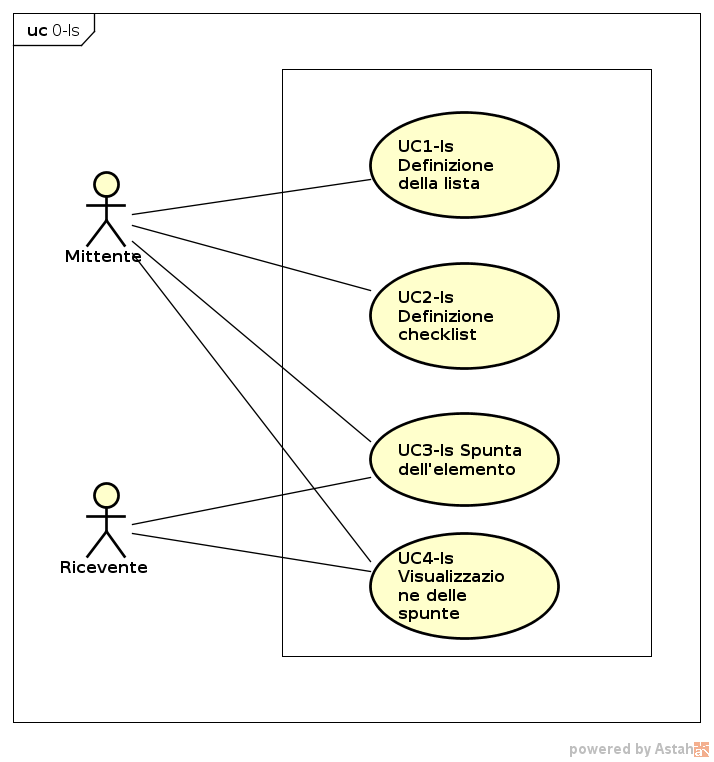 uc 0-ls
UC1-ls
Definizione
della lista
Mittente
UC2-ls
Definizione
checklist
UC3-ls Spunta
dell'elemento
Ricevente
UC4-ls
Visualizzazio
ne delle
spunte
powered by Astah